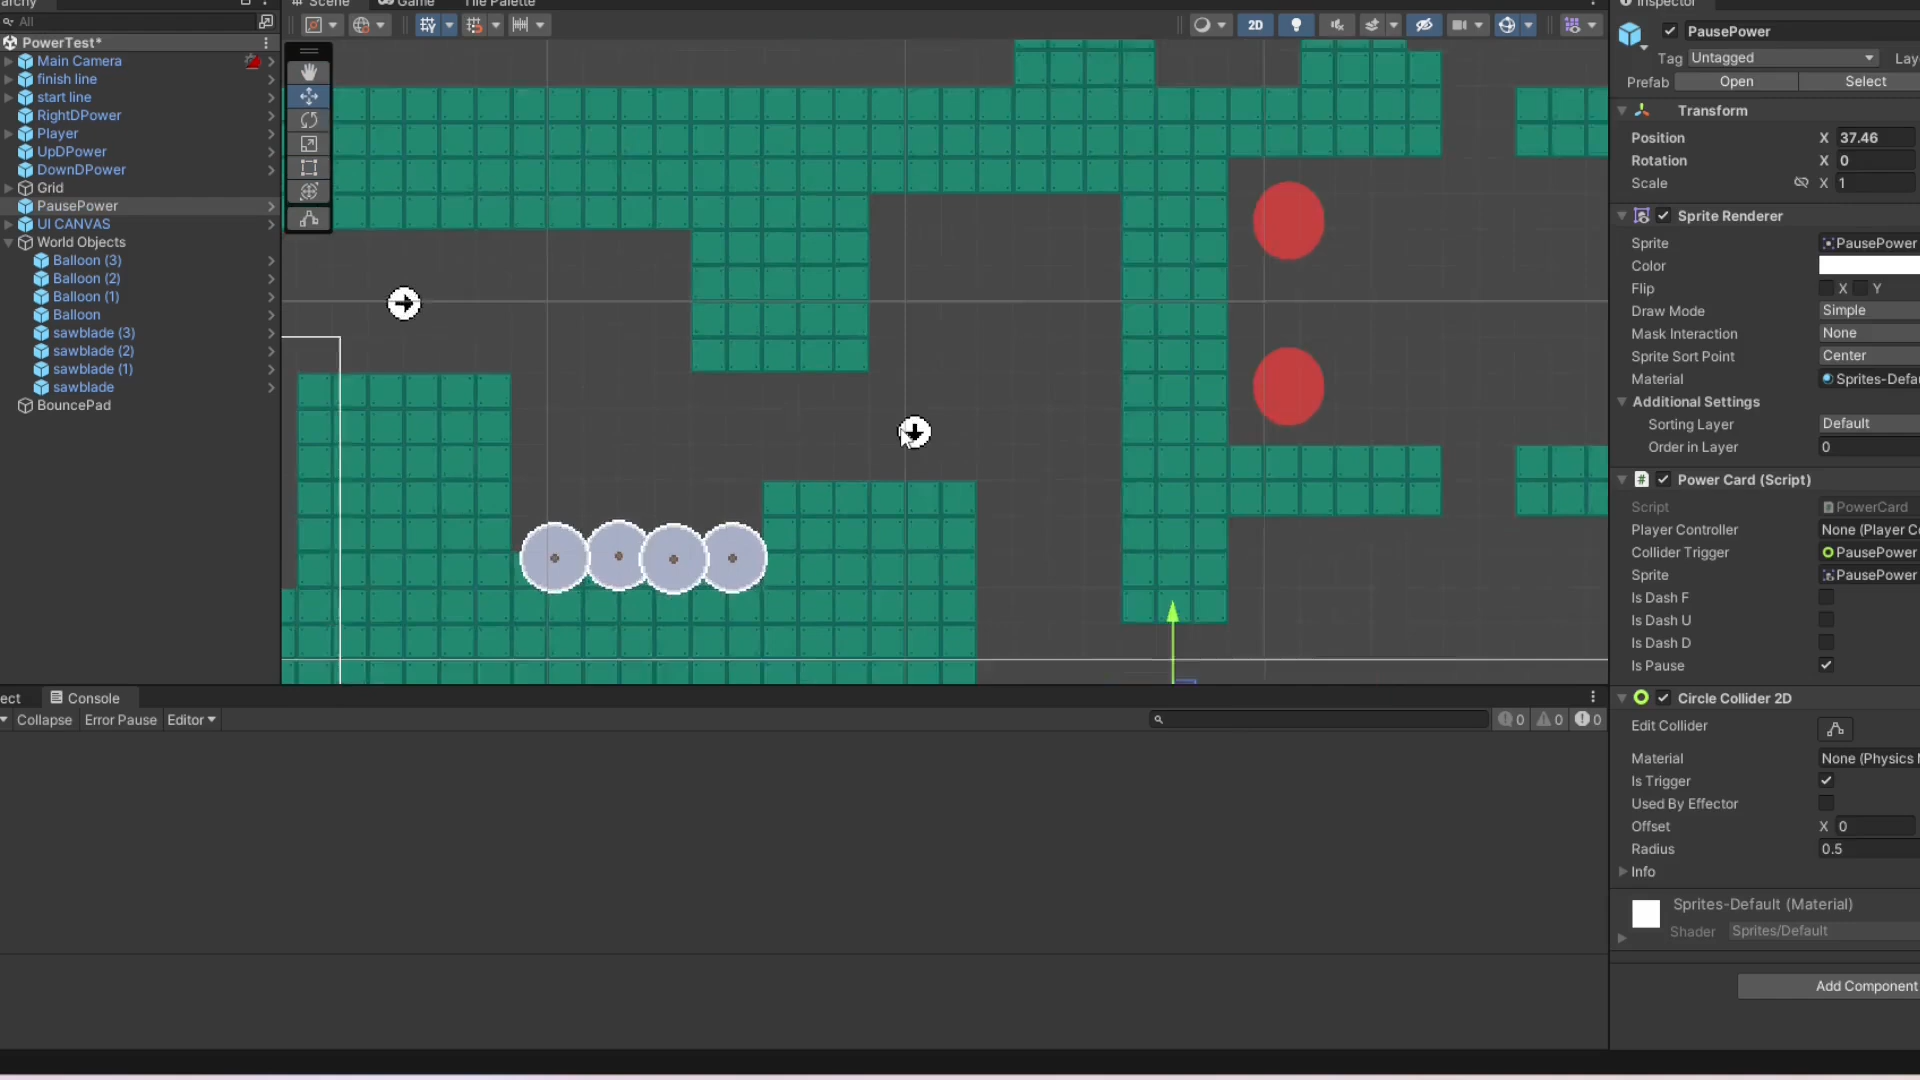 archy
Scene
Game
Tile Palette
Inspector
All
PowerTest*
Main Camera
finish line
start line
RightDPower
Player
UpDPower
DownDPower
Grid
PausePower
UI CANVAS
World Objects
Balloon (3)
Balloon (2)
Balloon (1)
Balloon
sawblade (3)
sawblade (2)
sawblade (1)
sawblade
BouncePad
2D
ect
Console
Collapse Error Pause Editor
0 0 0
PausePower
Tag Untagged Laye
Prefab Open Select
Transform
Position X 37.46
Rotation X 0
Scale X 1
Sprite Renderer
Sprite PausePower
Color
Flip X Y
Draw Mode Simple
Mask Interaction None
Sprite Sort Point Center
Material Sprites-Defau
Additional Settings
Sorting Layer Default
Order in Layer 0
Power Card (Script)
Script PowerCard
Player Controller None (Player Co
Collider Trigger PausePower
Sprite PausePower
Is Dash F
Is Dash U
Is Dash D
Is Pause
Circle Collider 2D
Edit Collider
Material None (Physics M
Is Trigger
Used By Effector
Offset X 0
Radius 0.5
Info
Sprites-Default (Material)
Shader Sprites/Default
Add Component